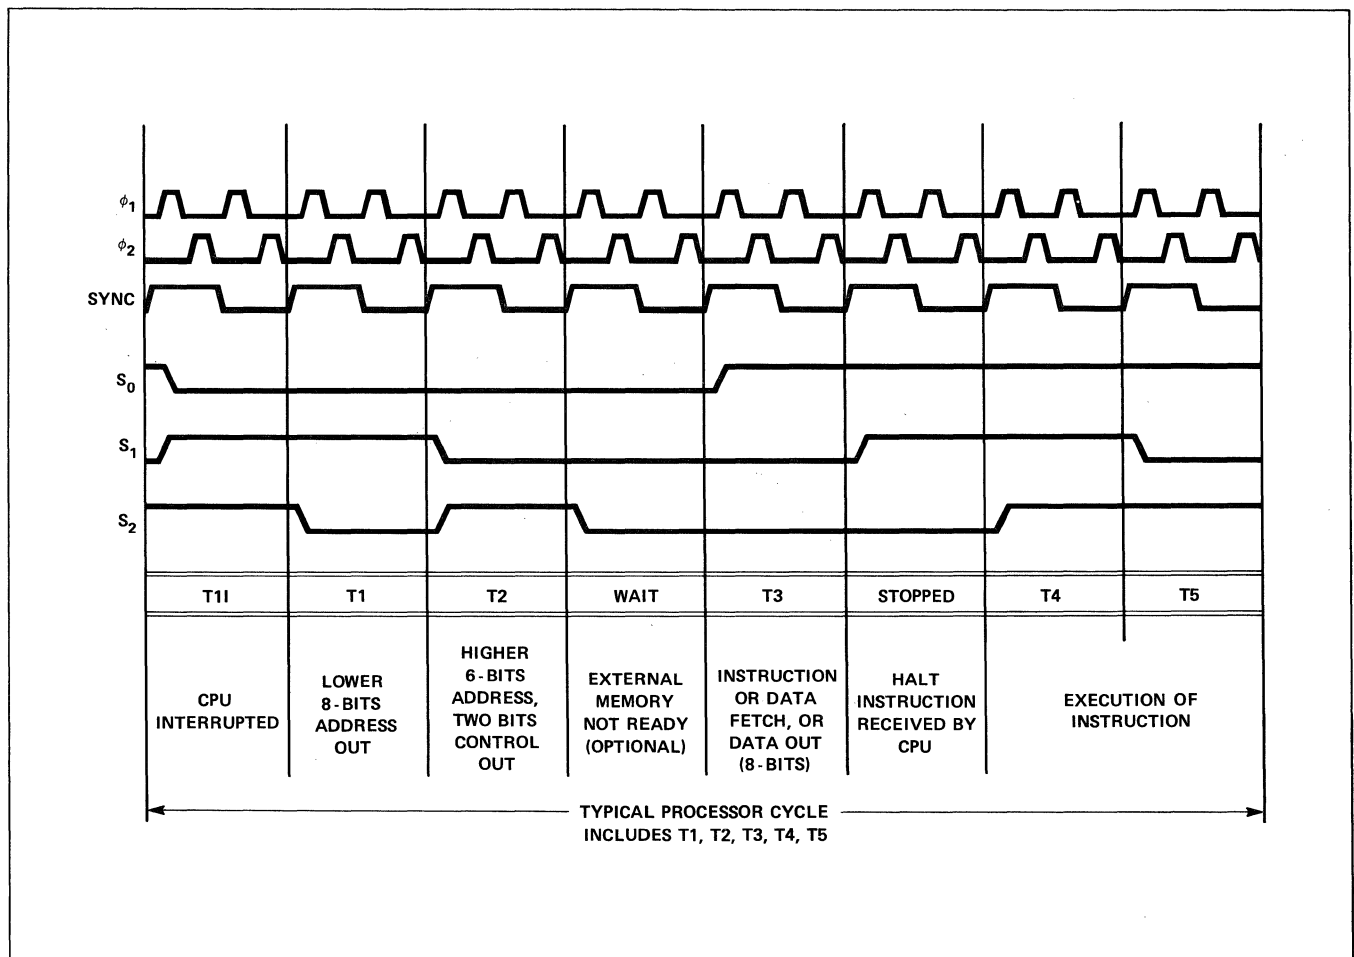 ϕ1
ϕ2
SYNC
S0
S1
S2
T1I T1 T2 WAIT T3 STOPPED T4 T5
CPU
INTERRUPTED
LOWER
8-BITS
ADDRESS
OUT
HIGHER
6-BITS
ADDRESS,
TWO BITS
CONTROL
OUT
EXTERNAL
MEMORY
NOT READY
(OPTIONAL)
INSTRUCTION
OR DATA
FETCH, OR
DATA OUT
(8-BITS)
HALT
INSTRUCTION
RECEIVED BY
CPU
EXECUTION OF
INSTRUCTION
TYPICAL PROCESSOR CYCLE
INCLUDES T1, T2, T3, T4, T5